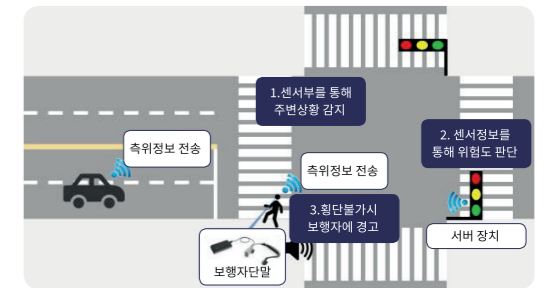 1.센서부를 통해
주변상황 감지
측위정보 전송
2. 센서정보를
통해 위험도 판단
측위정보 전송
3.횡단불가시
보행자에 경고
서버 장치
보행자단말